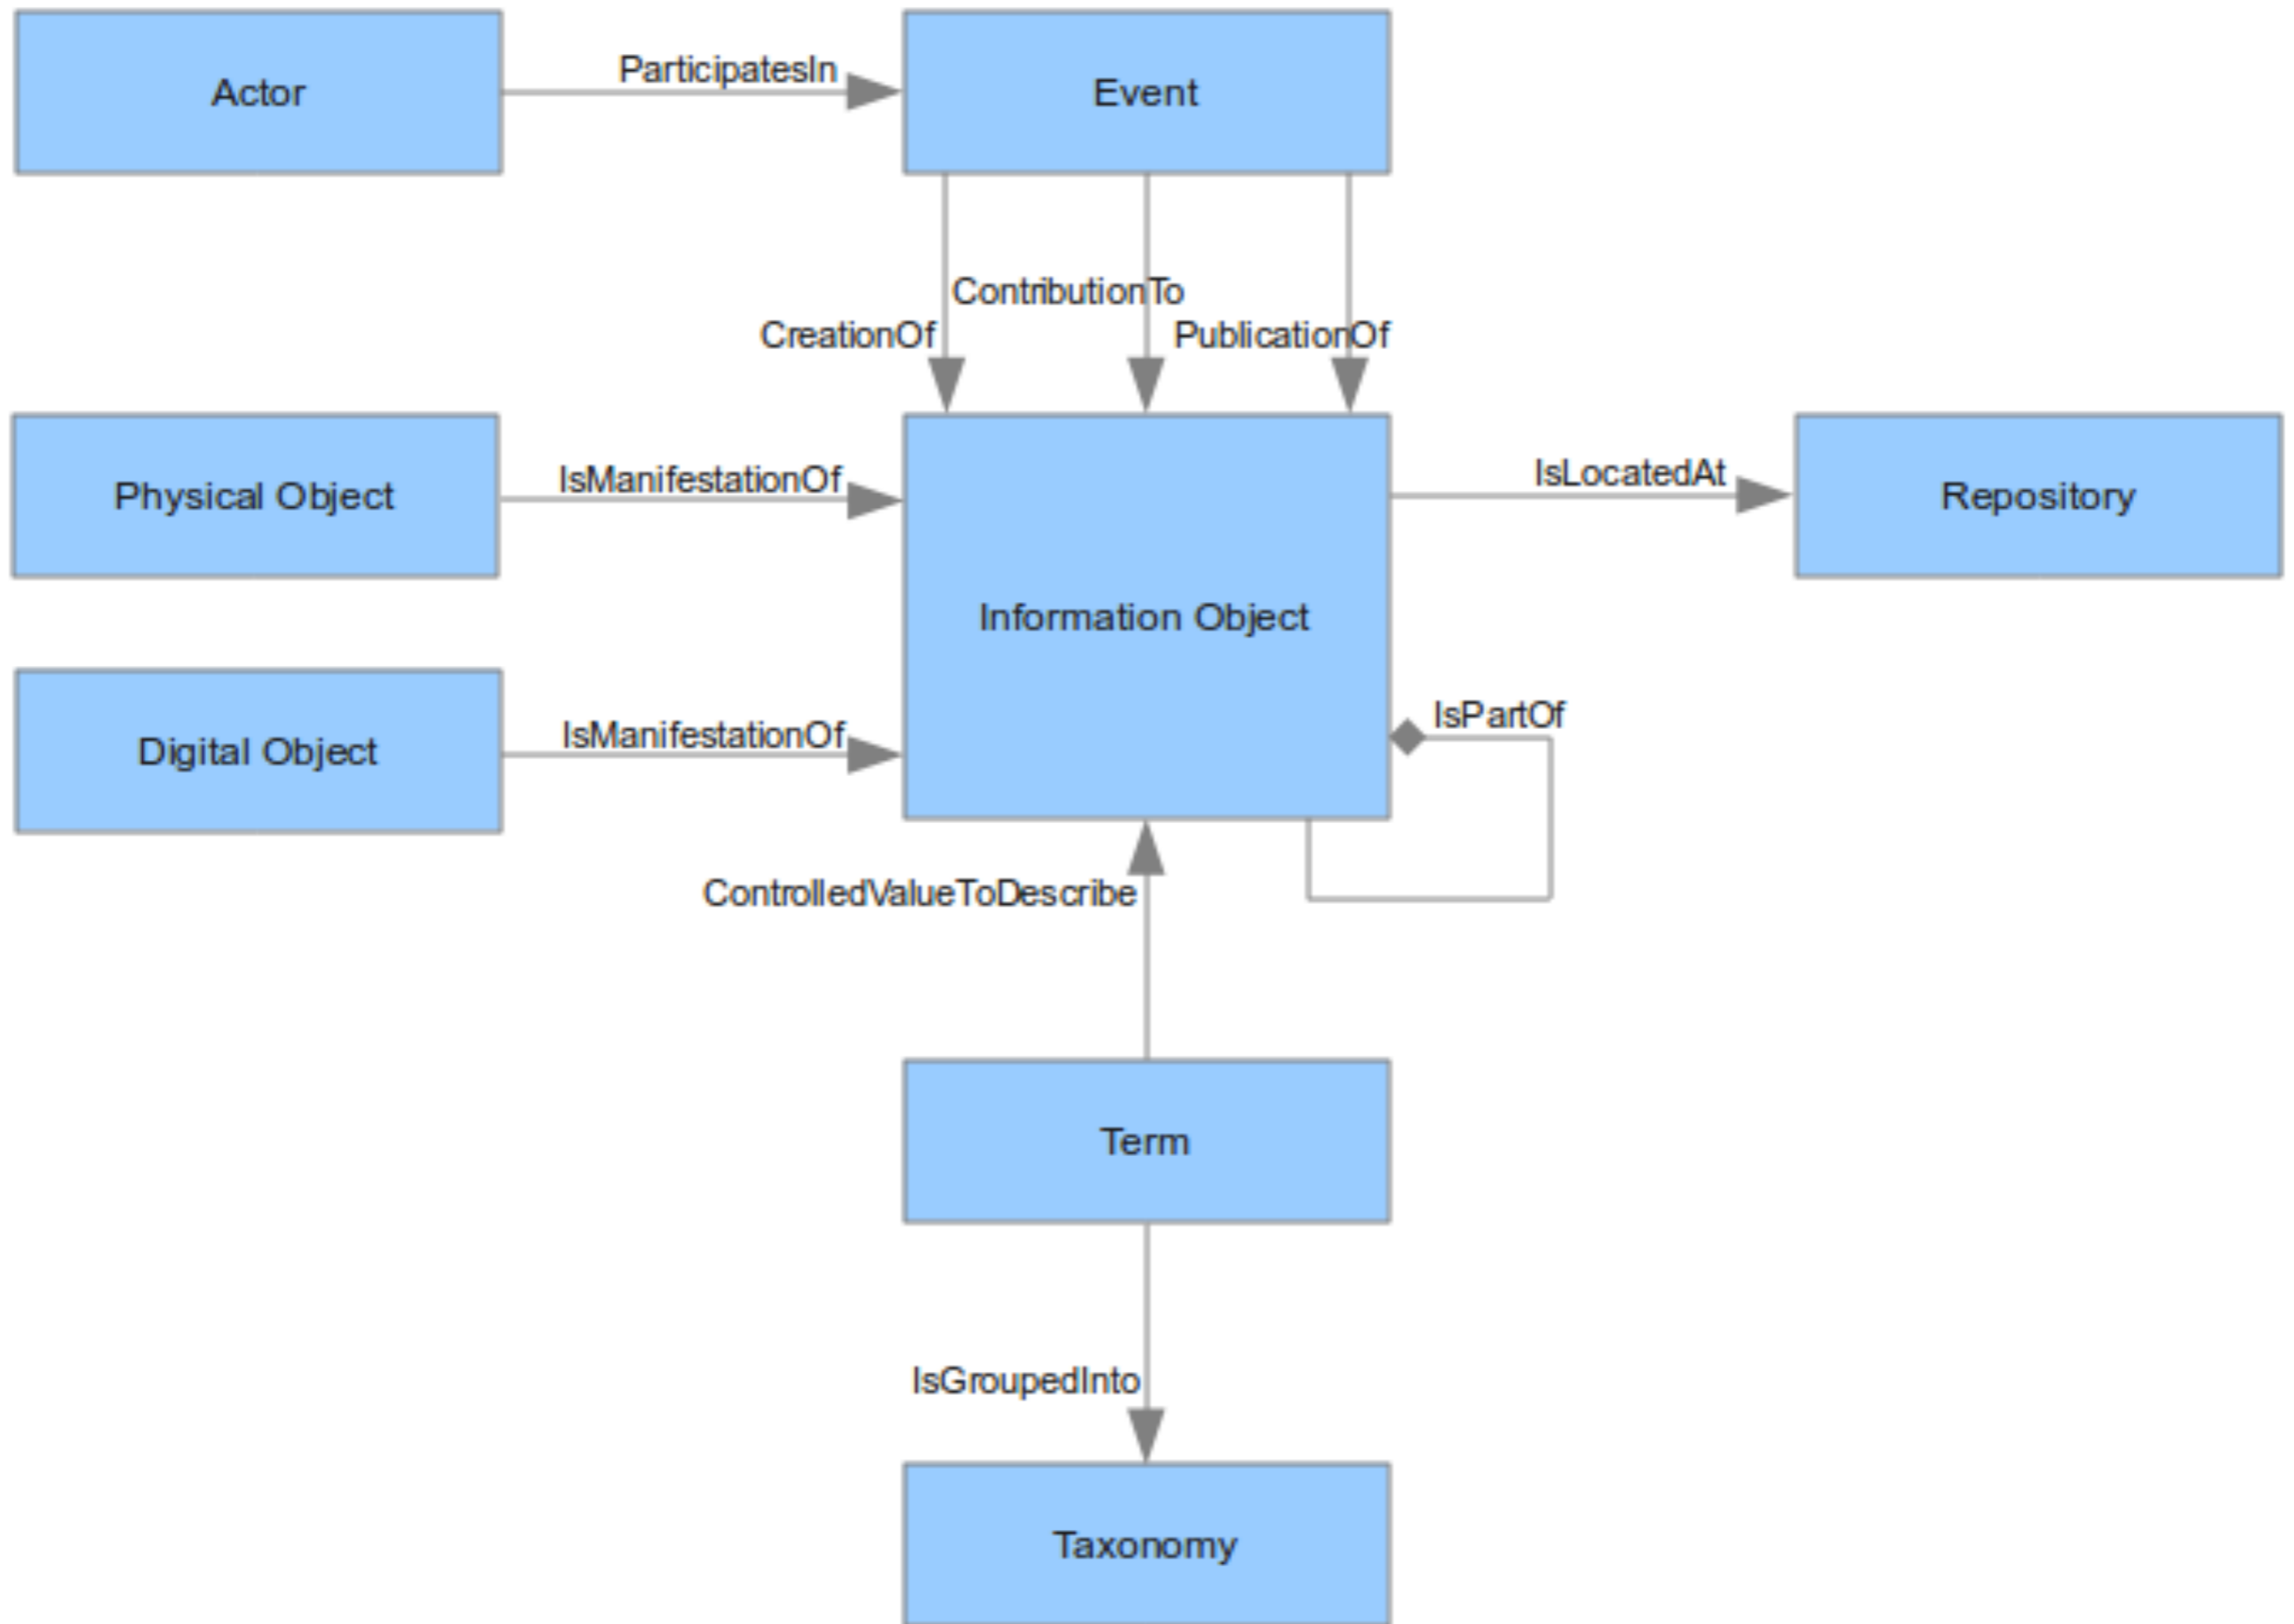 Actor
ParticipatesIn
Event
ContributionTo
CreationOf
PublicationOf
Physical Object
IsManifestationOf
IsLocatedAt
Repository
Information Object
Digital Object
IsManifestationOf
IsPartOf
ControlledValueToDescribe
Term
IsGroupedInto
Taxonomy